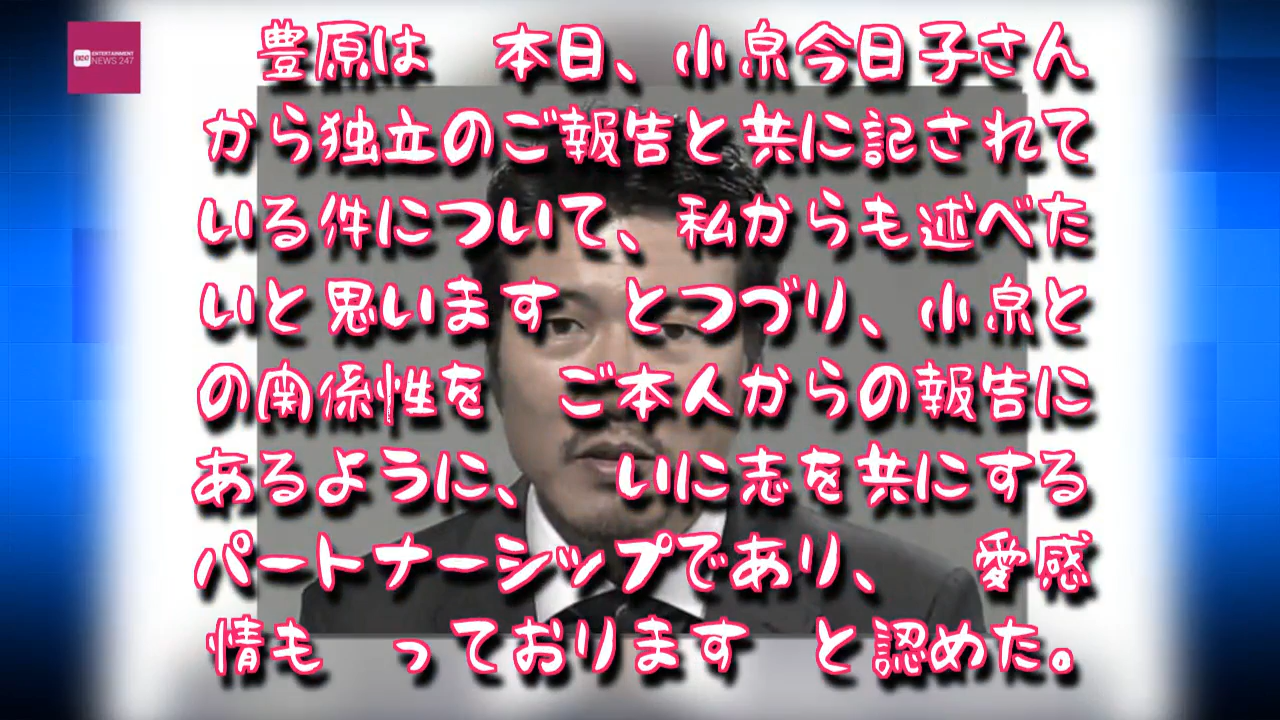 ENTERTAINMENT
NEWS 247
豊原は　本日、小泉今日子さん
から独立のご報告と共に記されて
いる件について、私からも述べた
いと思います　とつづり、小泉と
の関係性を　ご本人からの報告に
あるように、　いに志を共にする
パートナーシップであり、　愛感
情も　っております　と認めた。